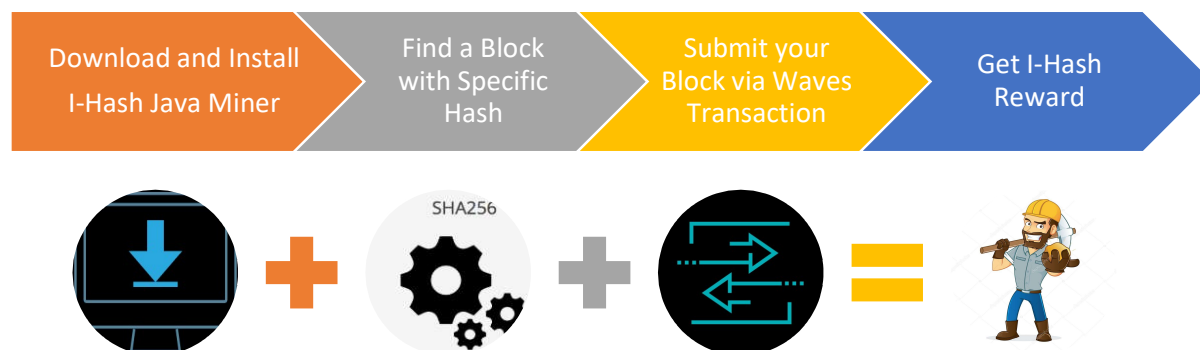 Download and Install
I-Hash Java Miner
Find a Block
with Specific
Hash
Submit your
Block via Waves
Transaction
Get I-Hash
Reward
SHA256